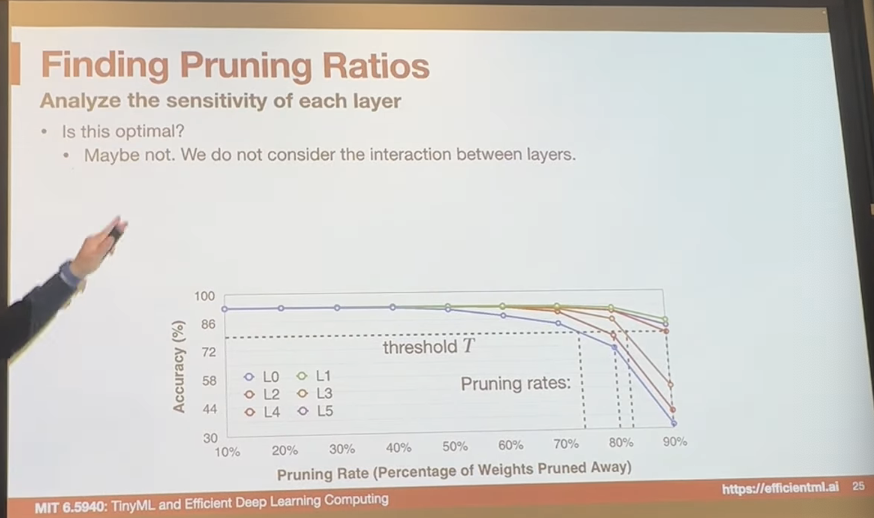 Finding Pruning Ratios
Analyze the sensitivity of each layer
• Is this optimal?
• Maybe not. We do not consider the interaction between layers.
100
86
72
58
44
30
Accuracy (%)
threshold T
Pruning rates:
L0 L1
L2 L3
L4 L5
10% 20% 30% 40% 50% 60% 70% 80% 90%
Pruning Rate (Percentage of Weights Pruned Away)
MIT 6.5940: TinyML and Efficient Deep Learning Computing
https://efficientml.ai 25